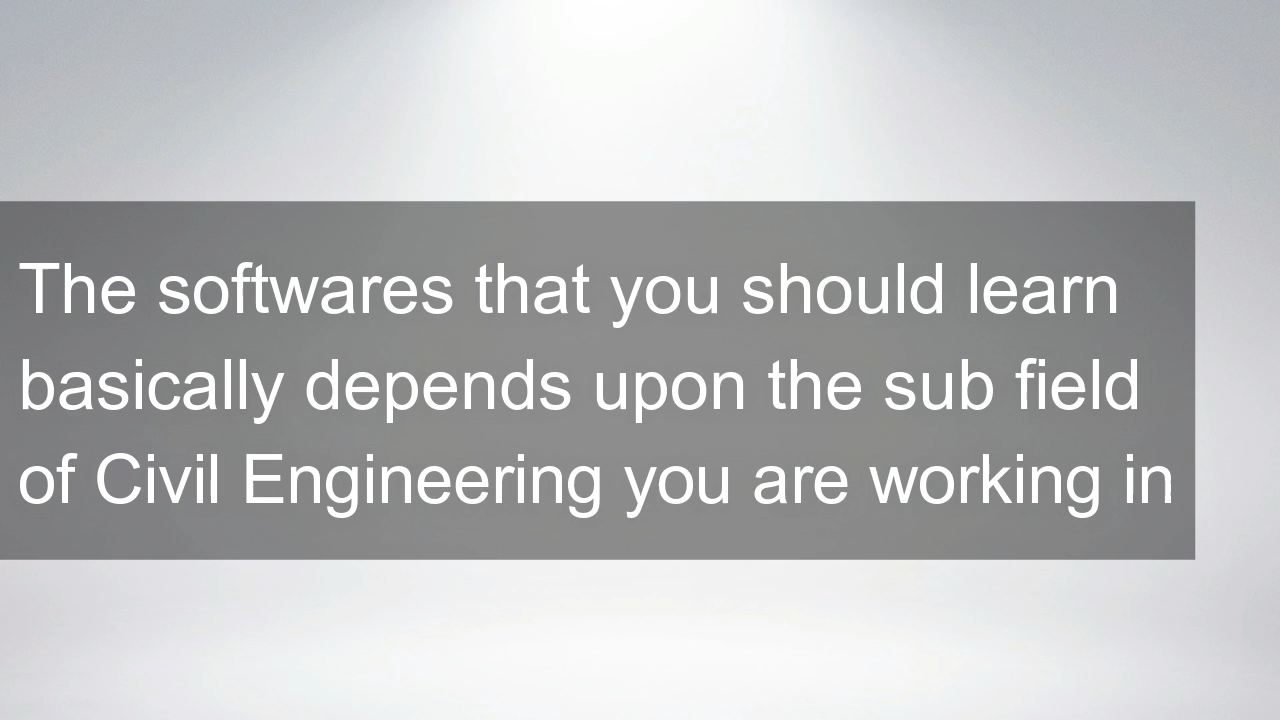 The softwares that you should learn
basically depends upon the sub field
of Civil Engineering you are working in